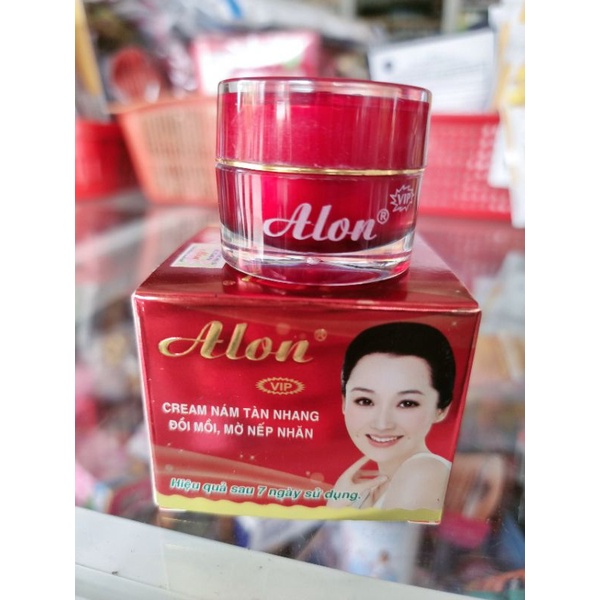 Alon®
VIP
Alon®
VIP
CREAM NÁM TÀN NHANG
ĐỒI MỒI, MỜ NẾP NHĂN
Hiệu quả sau 7 ngày sử dụng.